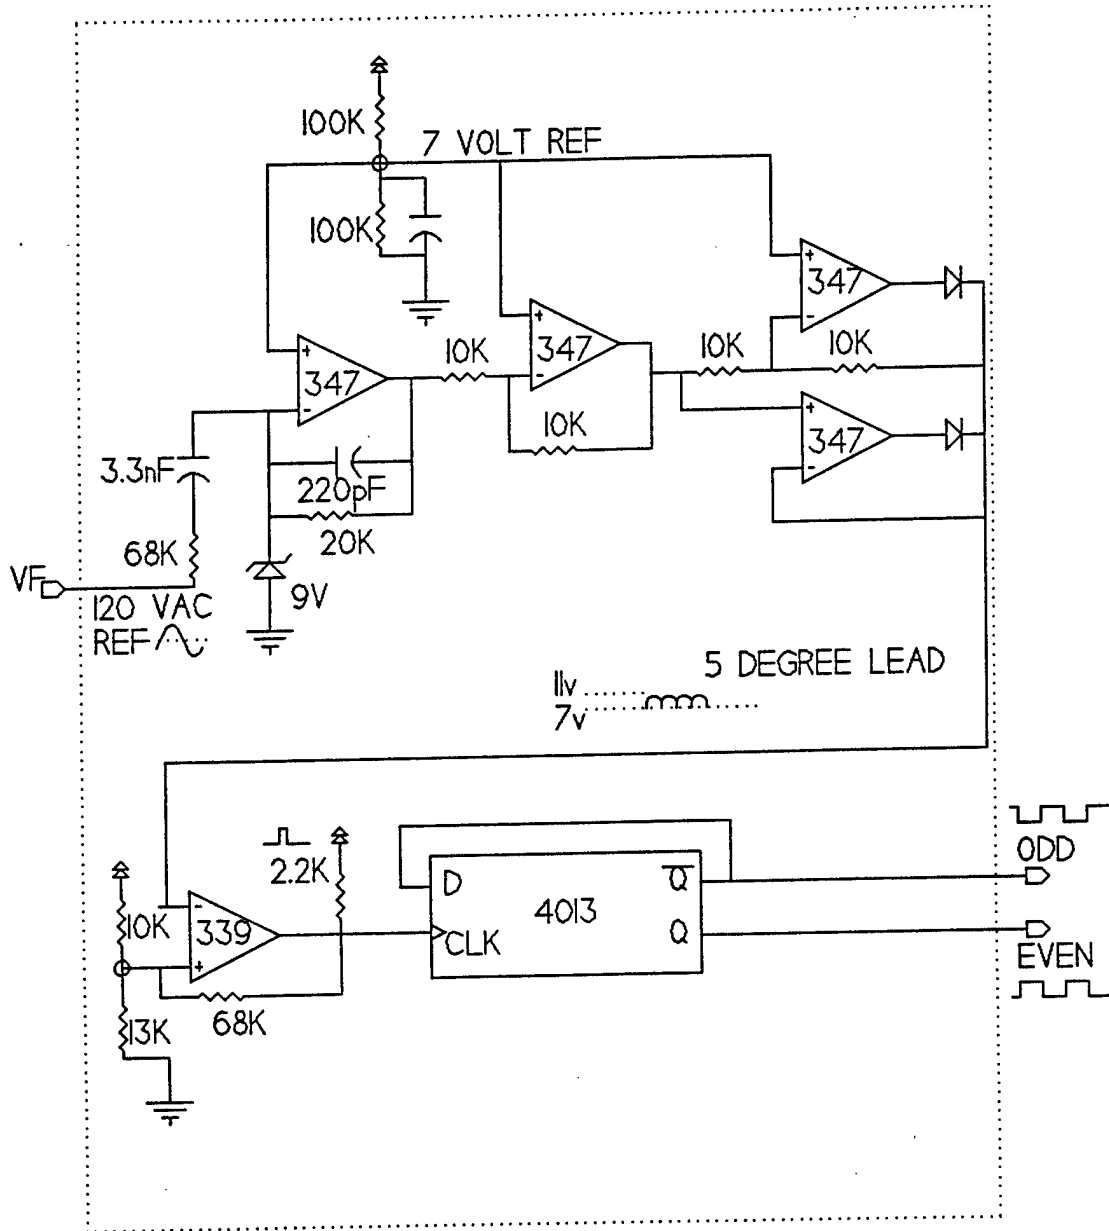 100K
7 VOLT REF
100K
+
347
-
+
347
-
10K
10K
10K
+
347
-
10K
+
347
-
3.3nF
220pF
20K
68K
VF
120 VAC
REF
9V
5 DEGREE LEAD
11v
7v
2.2K
ODD
D
Q
4013
10K
-
339
+
CLK
Q
EVEN
68K
13K